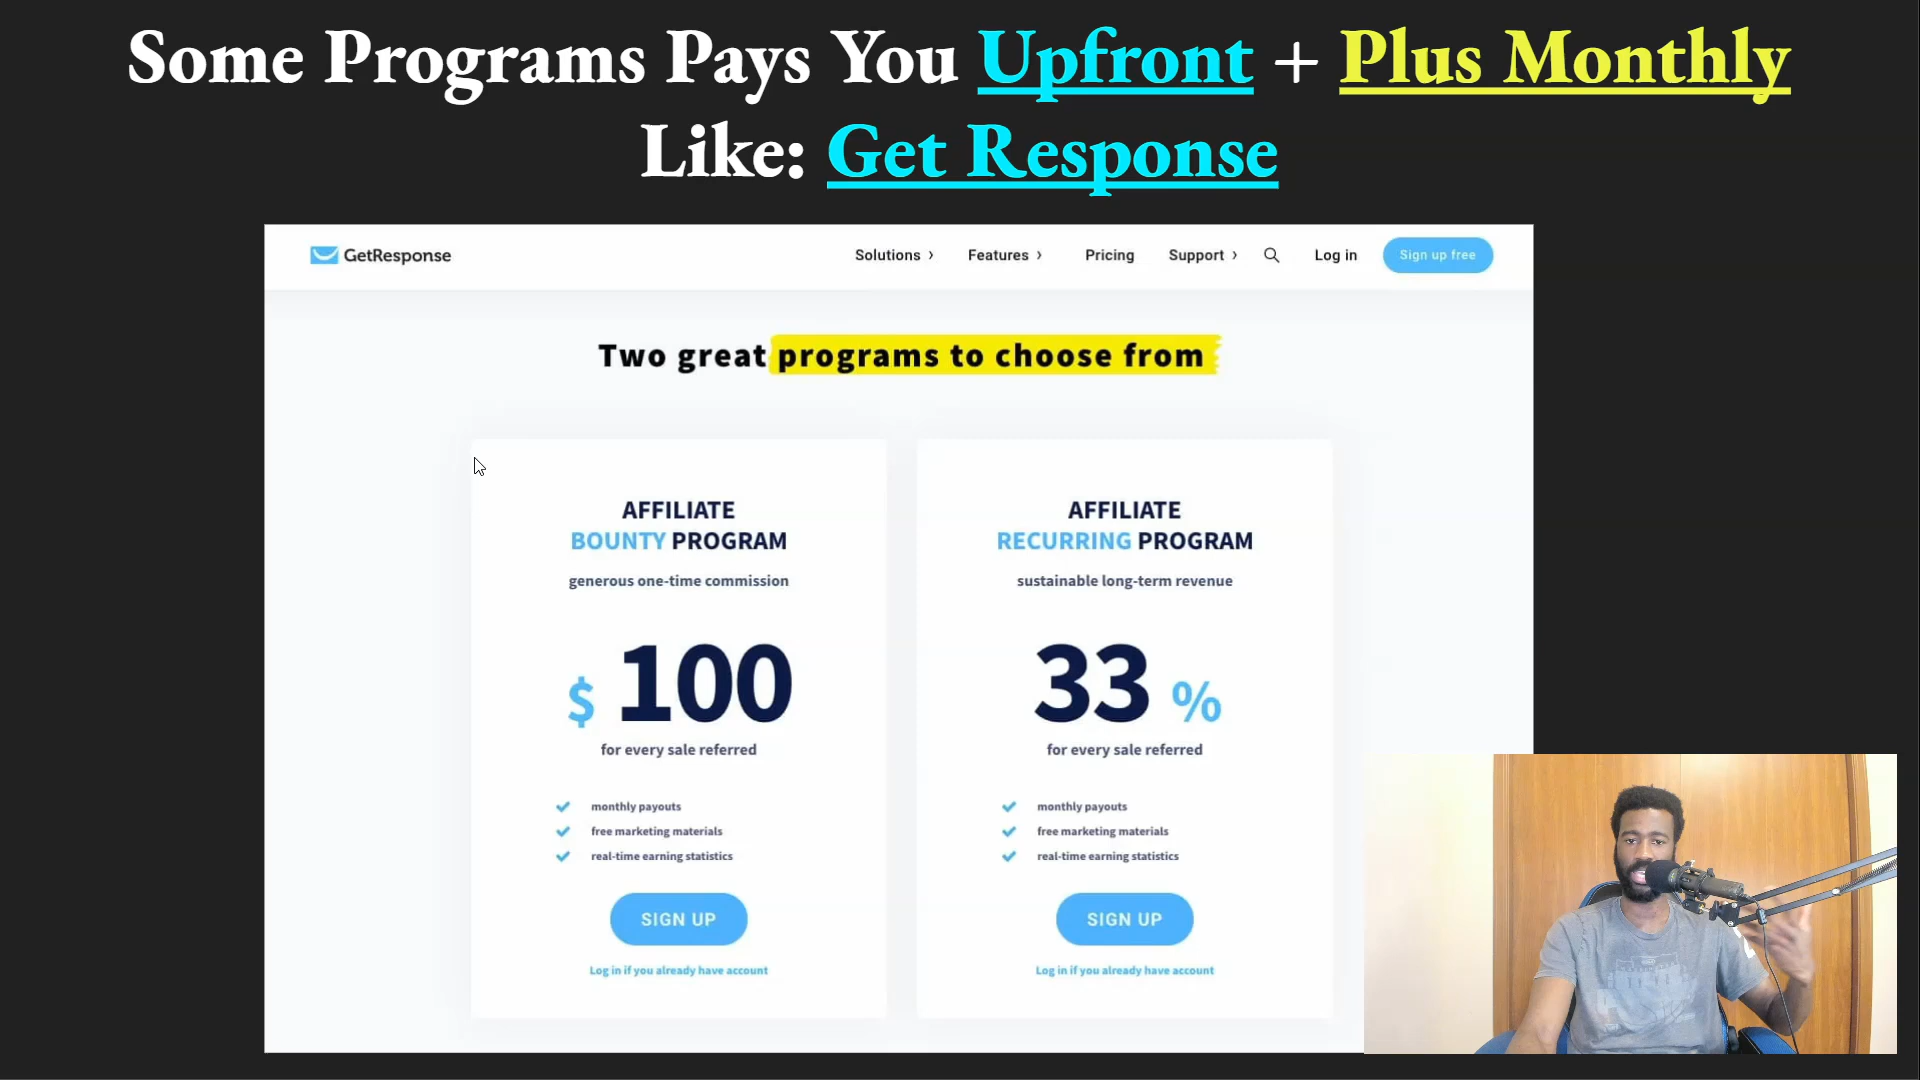 Some Programs Pays You Upfront + Plus Monthly
Like: Get Response
GetResponse
Solutions › Features › Pricing Support › Log in Sign up free
Two great programs to choose from
AFFILIATE
BOUNTY PROGRAM
generous one-time commission
$ 100
for every sale referred
monthly payouts
free marketing materials
real-time earning statistics
SIGN UP
Log in if you already have account
AFFILIATE
RECURRING PROGRAM
sustainable long-term revenue
33 %
for every sale referred
monthly payouts
free marketing materials
real-time earning statistics
SIGN UP
Log in if you already have account